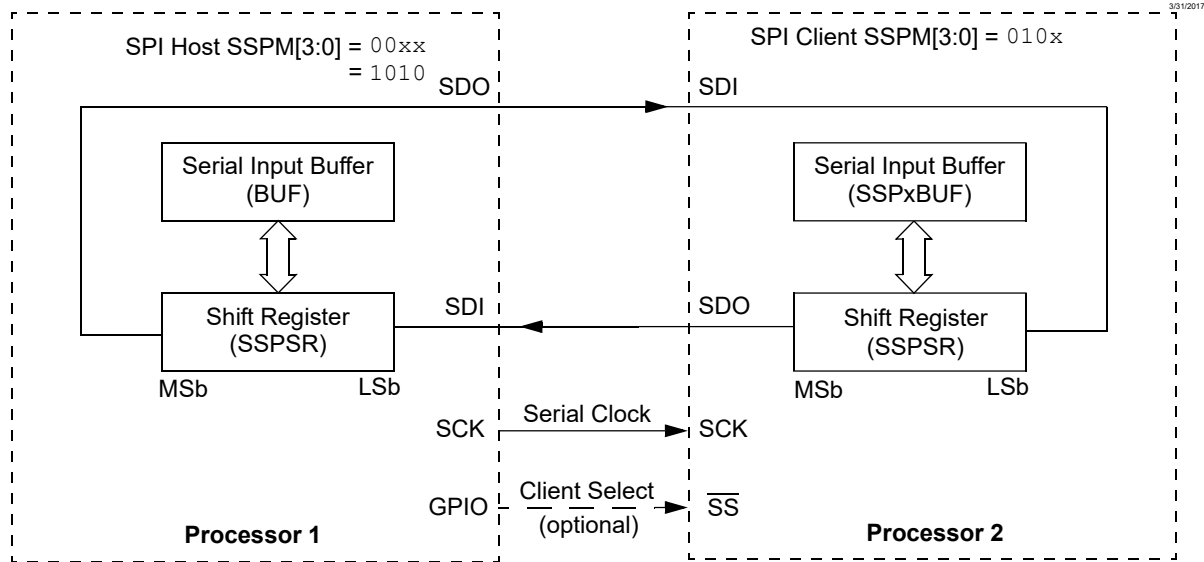 3/31/2017
SPI Host SSPM[3:0] = 00xx
= 1010
SPI Client SSPM[3:0] = 010x
SDO
SDI
Serial Input Buffer
(BUF)
Serial Input Buffer
(SSPxBUF)
SDI
SDO
Shift Register
(SSPSR)
Shift Register
(SSPSR)
MSb
LSb
MSb
LSb
SCK
Serial Clock
SCK
GPIO
Client Select
(optional)
SS
Processor 1
Processor 2